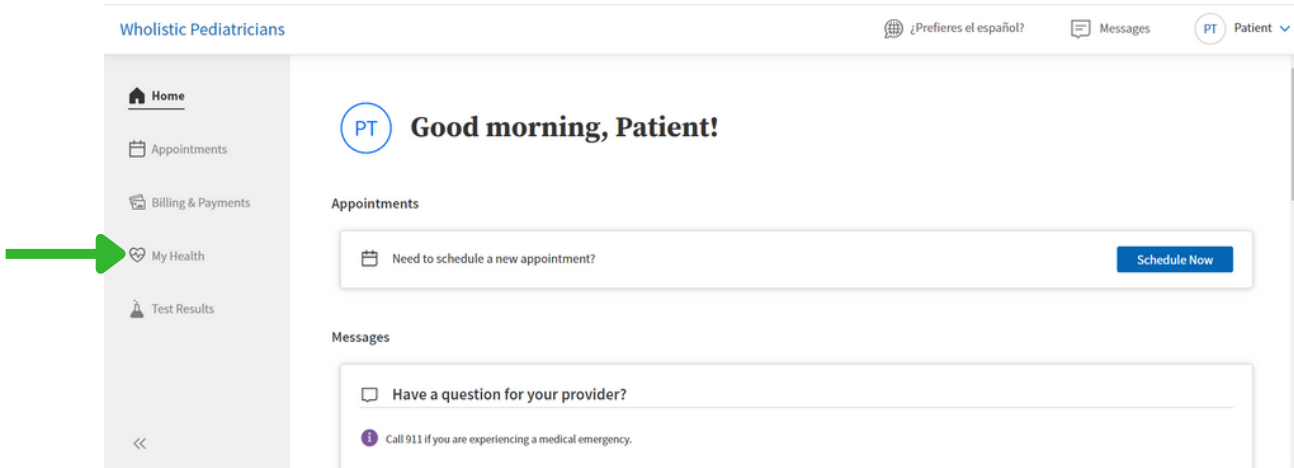 Wholistic Pediatricians
¿Prefieres el español?
Messages
PT
Patient
Home
Appointments
Billing & Payments
My Health
Test Results
PT
Good morning, Patient!
Appointments
Need to schedule a new appointment?
Schedule Now
Messages
Have a question for your provider?
Call 911 if you are experiencing a medical emergency.